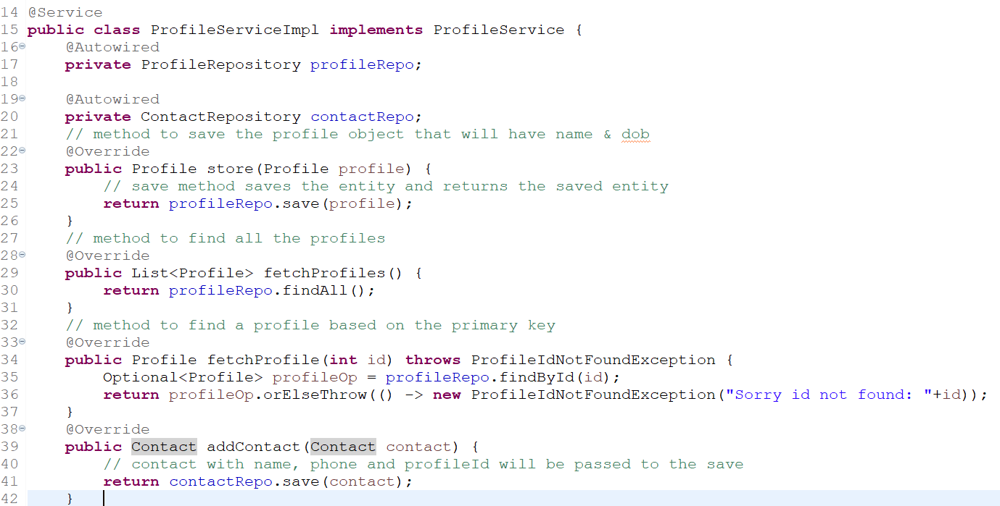 14 @Service
15 public class ProfileServiceImpl implements ProfileService {
16 @Autowired
17 private ProfileRepository profileRepo;
18
19 @Autowired
20 private ContactRepository contactRepo;
21 // method to save the profile object that will have name & dob
22 @Override
23 public Profile store(Profile profile) {
24 // save method saves the entity and returns the saved entity
25 return profileRepo.save(profile);
26 }
27 // method to find all the profiles
28 @Override
29 public List<Profile> fetchProfiles() {
30 return profileRepo.findAll();
31 }
32 // method to find a profile based on the primary key
33 @Override
34 public Profile fetchProfile(int id) throws ProfileIdNotFoundException {
35 Optional<Profile> profileOp = profileRepo.findById(id);
36 return profileOp.orElseThrow(() -> new ProfileIdNotFoundException("Sorry id not found: "+id));
37 }
38 @Override
39 public Contact addContact(Contact contact) {
40 // contact with name, phone and profileId will be passed to the save
41 return contactRepo.save(contact);
42 }